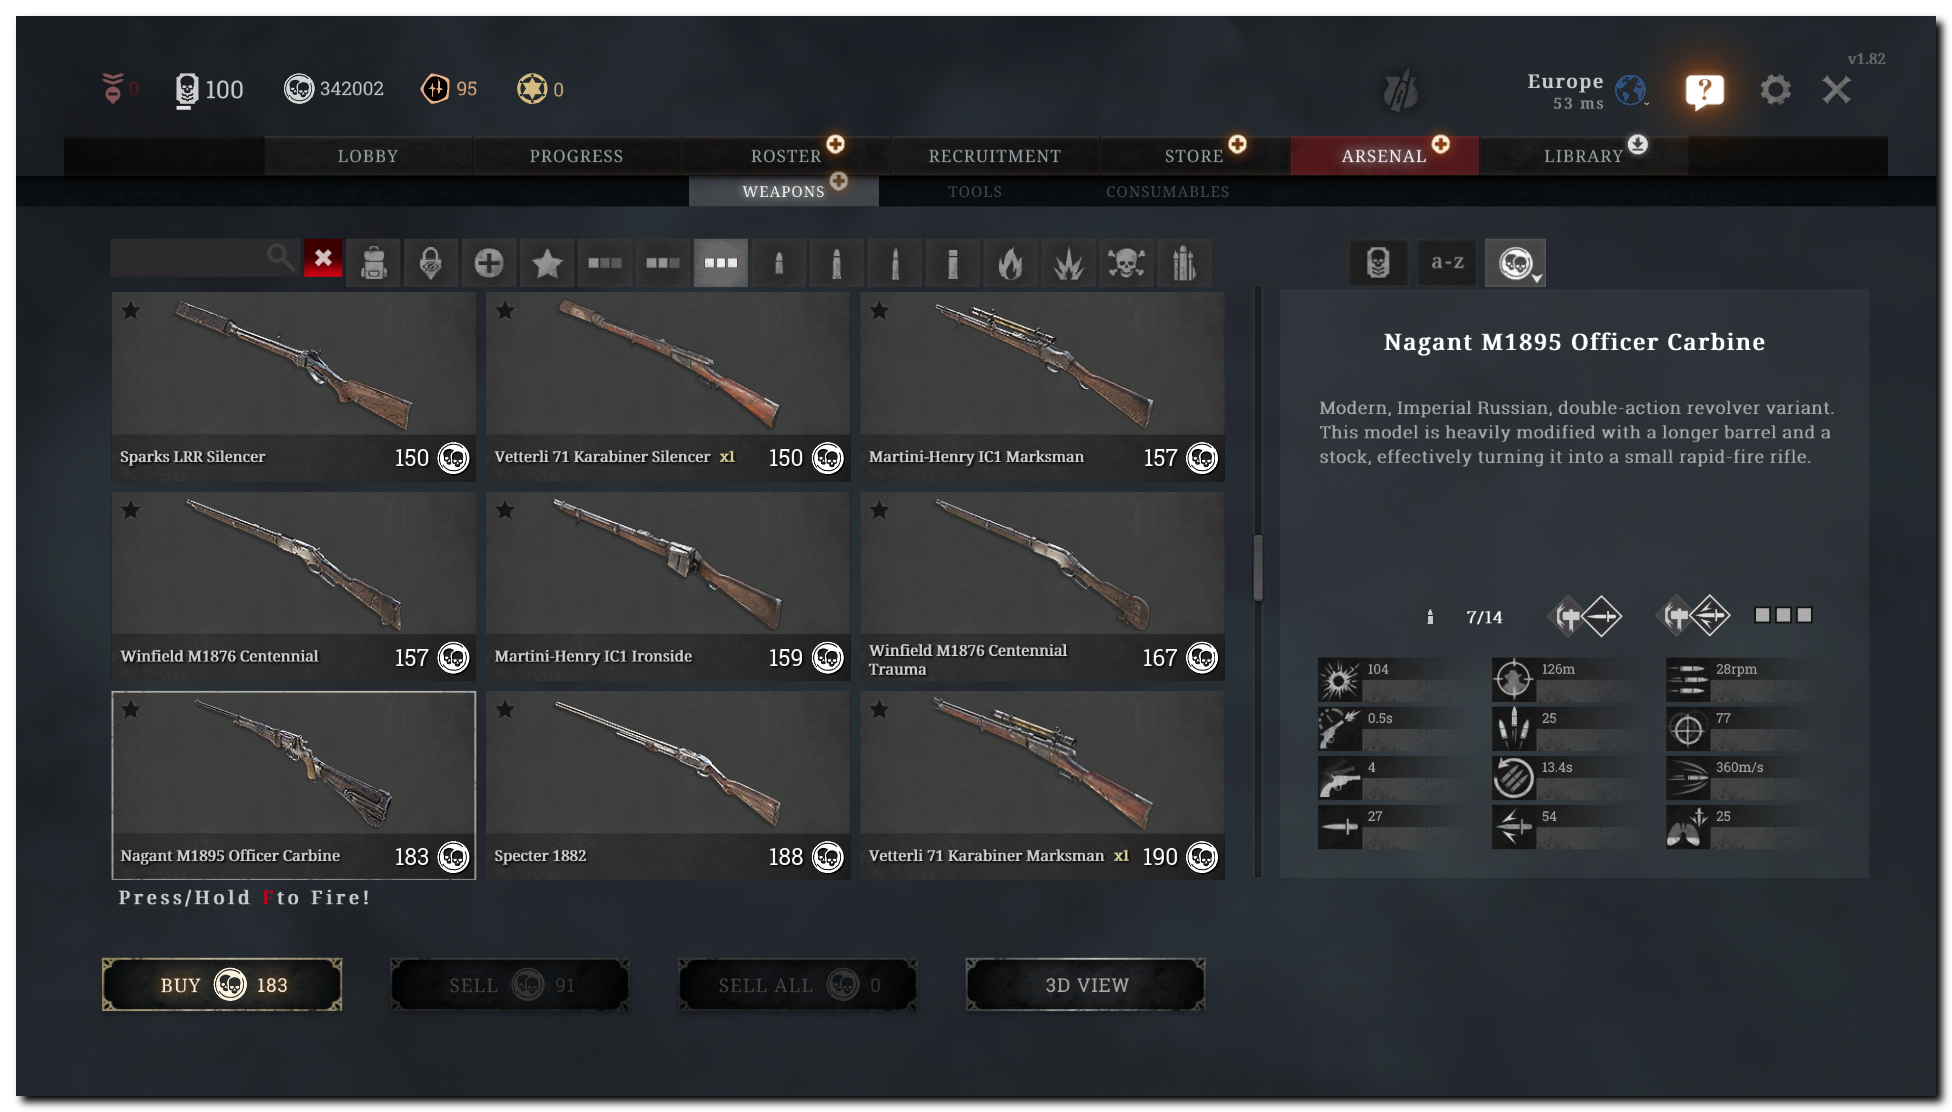 v1.82
0
100
342002
95
0
Europe
53 ms
?
LOBBY
PROGRESS
ROSTER
RECRUITMENT
STORE
ARSENAL
LIBRARY
WEAPONS
TOOLS
CONSUMABLES
a-z
Sparks LRR Silencer 150
Vetterli 71 Karabiner Silencer x1 150
Martini-Henry IC1 Marksman 157
Winfield M1876 Centennial 157
Martini-Henry IC1 Ironside 159
Winfield M1876 Centennial
Trauma
167
Nagant M1895 Officer Carbine 183
Specter 1882 188
Vetterli 71 Karabiner Marksman x1 190
Press/Hold F to Fire!
BUY 183
SELL 91
SELL ALL 0
3D VIEW
Nagant M1895 Officer Carbine
Modern, Imperial Russian, double-action revolver variant.
This model is heavily modified with a longer barrel and a
stock, effectively turning it into a small rapid-fire rifle.
7/14
104
126m
28rpm
0.5s
25
77
4
13.4s
360m/s
27
54
25